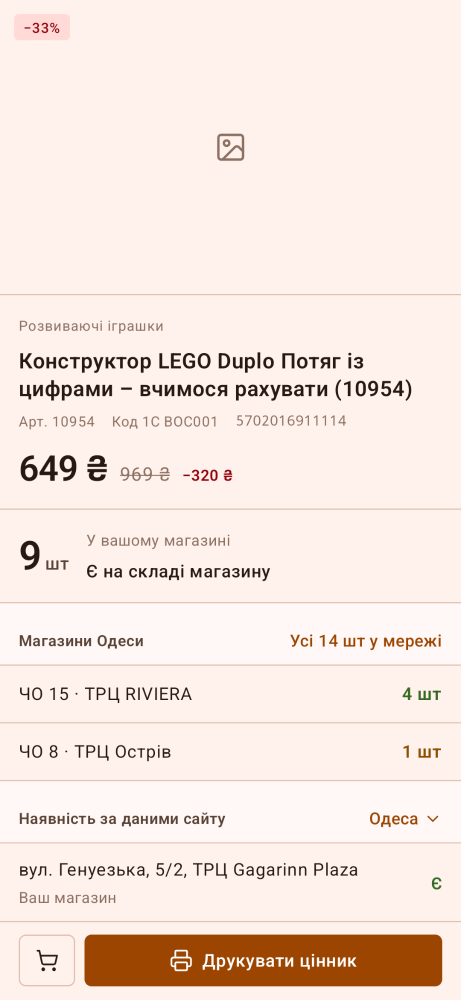 −33%
Розвиваючі іграшки
Конструктор LEGO Duplo Потяг із
цифрами – вчимося рахувати (10954)
Арт. 10954 Код 1С BOC001 5702016911114
649 ₴ 969 ₴ −320 ₴
9 шт
У вашому магазині
Є на складі магазину
Магазини Одеси Усі 14 шт у мережі
ЧО 15 · ТРЦ RIVIERA 4 шт
ЧО 8 · ТРЦ Острів 1 шт
Наявність за даними сайту Одеса
вул. Генуезька, 5/2, ТРЦ Gagarinn Plaza
Ваш магазин
Є
Друкувати цінник